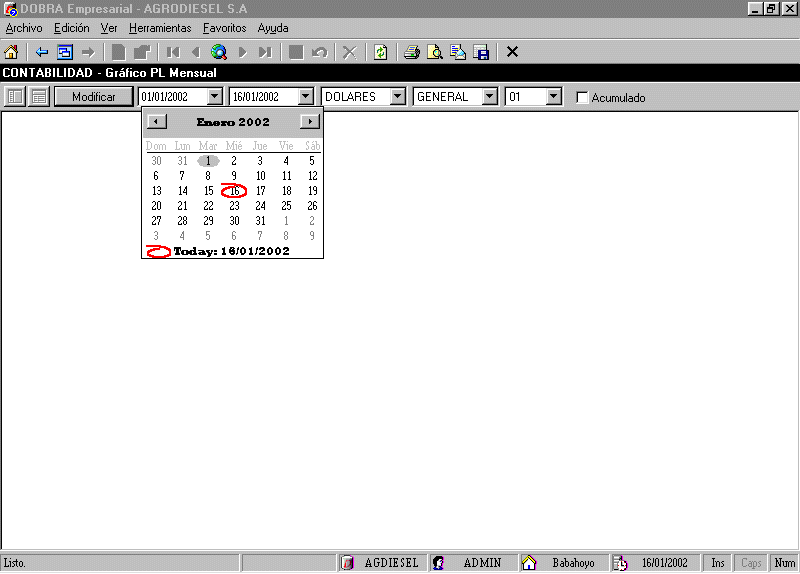 DOBRA Empresarial - AGRODIESEL S.A
Archivo Edición Ver Herramientas Favoritos Ayuda
CONTABILIDAD - Gráfico PL Mensual
Modificar 01/01/2002 16/01/2002 DOLARES GENERAL 01 Acumulado
Enero 2002
Dom Lun Mar Mié Jue Vie Sáb
30 31 1 2 3 4 5
6 7 8 9 10 11 12
13 14 15 16 17 18 19
20 21 22 23 24 25 26
27 28 29 30 31 1 2
3 4 5 6 7 8 9
Today: 16/01/2002
Listo. AGDIESEL ADMIN Babahoyo 16/01/2002 Ins Caps Num